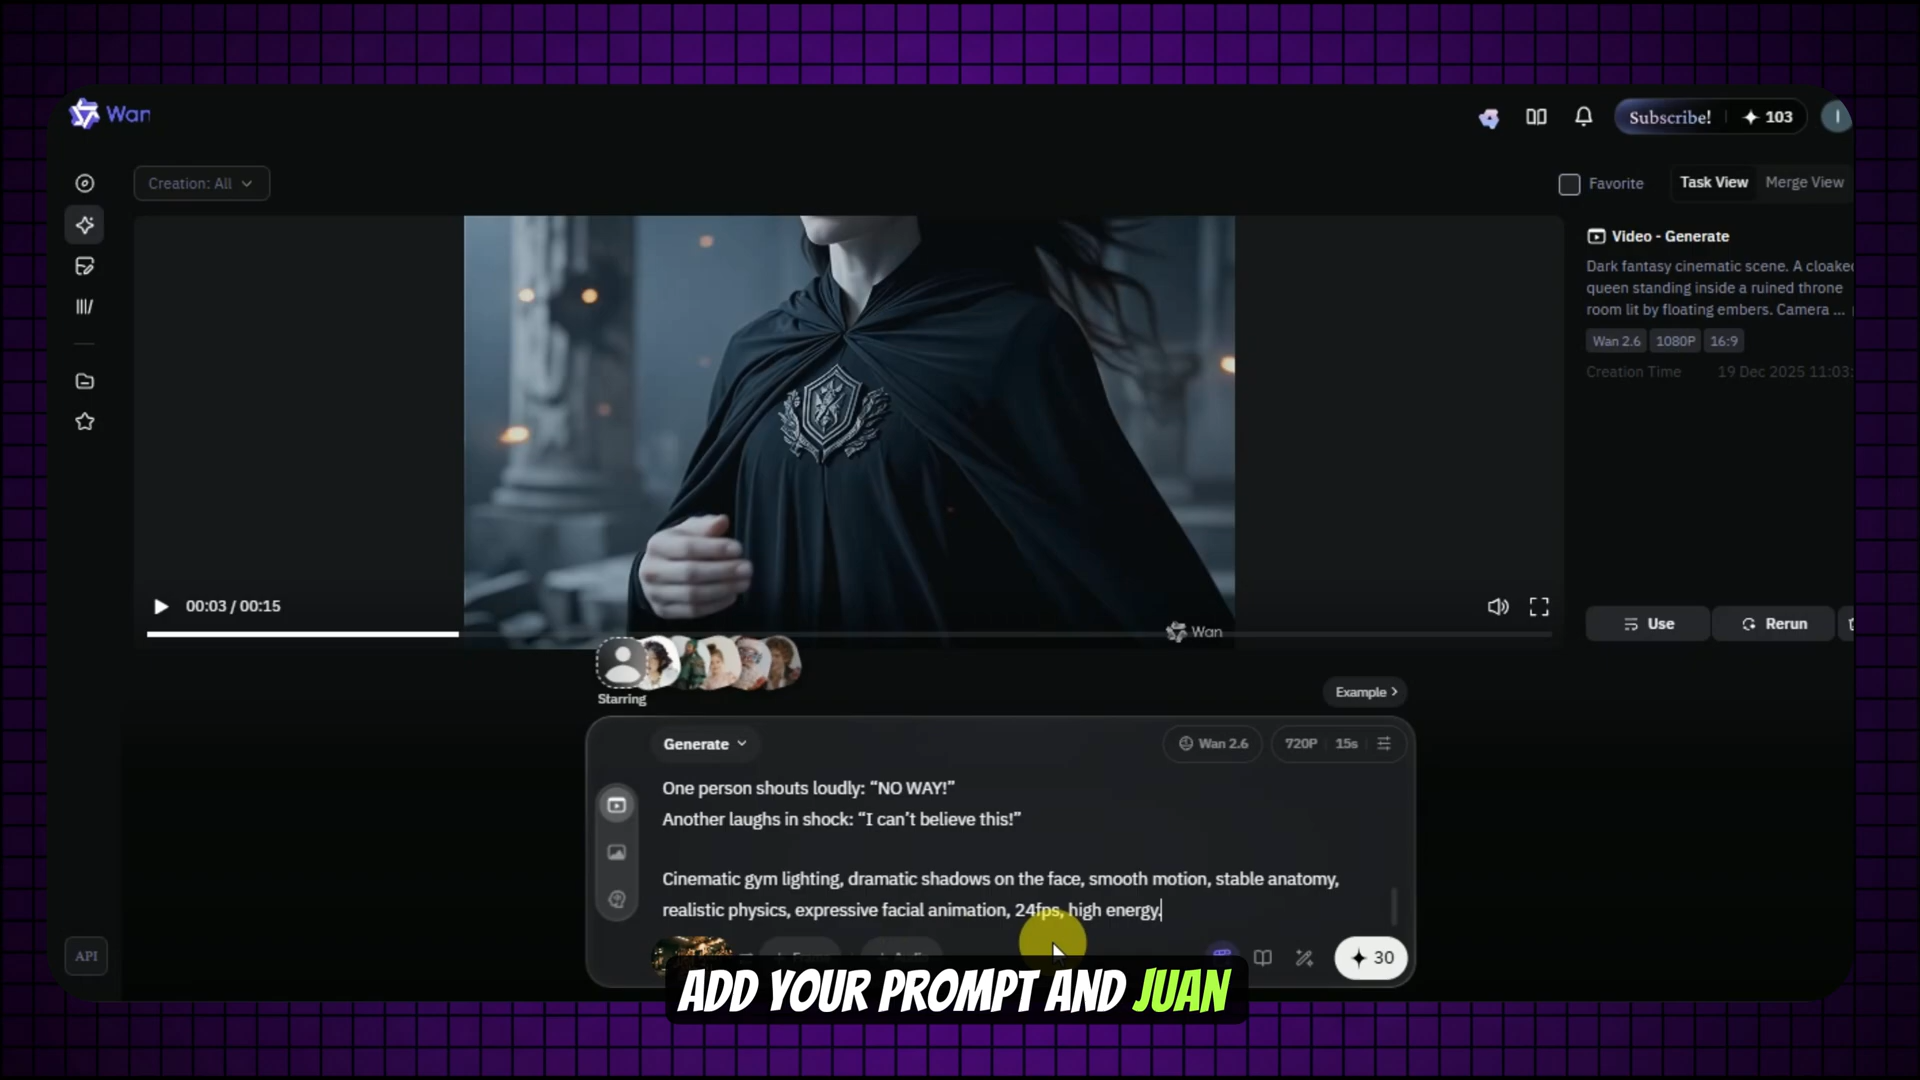 Wan
Subscribe!
103
I
Creation: All
Favorite
Task View
Merge View
Video - Generate
Dark fantasy cinematic scene. A cloaked
queen standing inside a ruined throne
room lit by floating embers. Camera ...
Wan 2.6
1080P
16:9
Creation Time
19 Dec 2025 11:03:
00:03 / 00:15
Wan
Use
Rerun
Starring
Example
Generate
Wan 2.6
720P
15s
One person shouts loudly: “NO WAY!”
Another laughs in shock: “I can’t believe this!”
Cinematic gym lighting, dramatic shadows on the face, smooth motion, stable anatomy,
realistic physics, expressive facial animation, 24fps, high energy.
API
30
ADD YOUR PROMPT AND JUAN